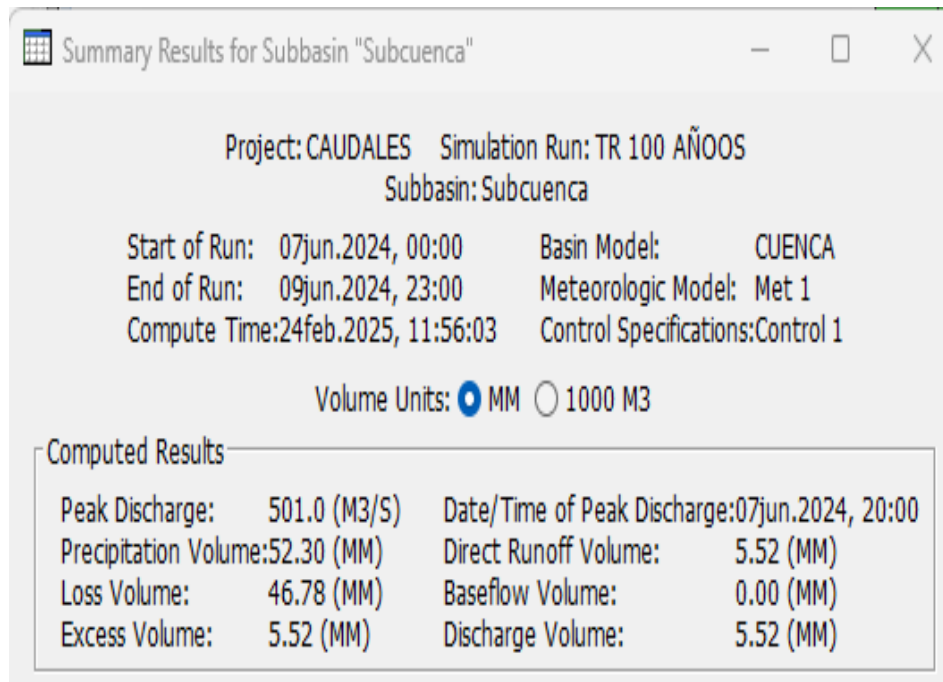 Summary Results for Subbasin "Subcuenca"
Project: CAUDALES Simulation Run: TR 100 AÑOOS
Subbasin: Subcuenca
Start of Run: 07jun.2024, 00:00 Basin Model: CUENCA
End of Run: 09jun.2024, 23:00 Meteorologic Model: Met 1
Compute Time:24feb.2025, 11:56:03 Control Specifications:Control 1
Volume Units: MM 1000 M3
Computed Results
Peak Discharge: 501.0 (M3/S) Date/Time of Peak Discharge:07jun.2024, 20:00
Precipitation Volume:52.30 (MM) Direct Runoff Volume: 5.52 (MM)
Loss Volume: 46.78 (MM) Baseflow Volume: 0.00 (MM)
Excess Volume: 5.52 (MM) Discharge Volume: 5.52 (MM)